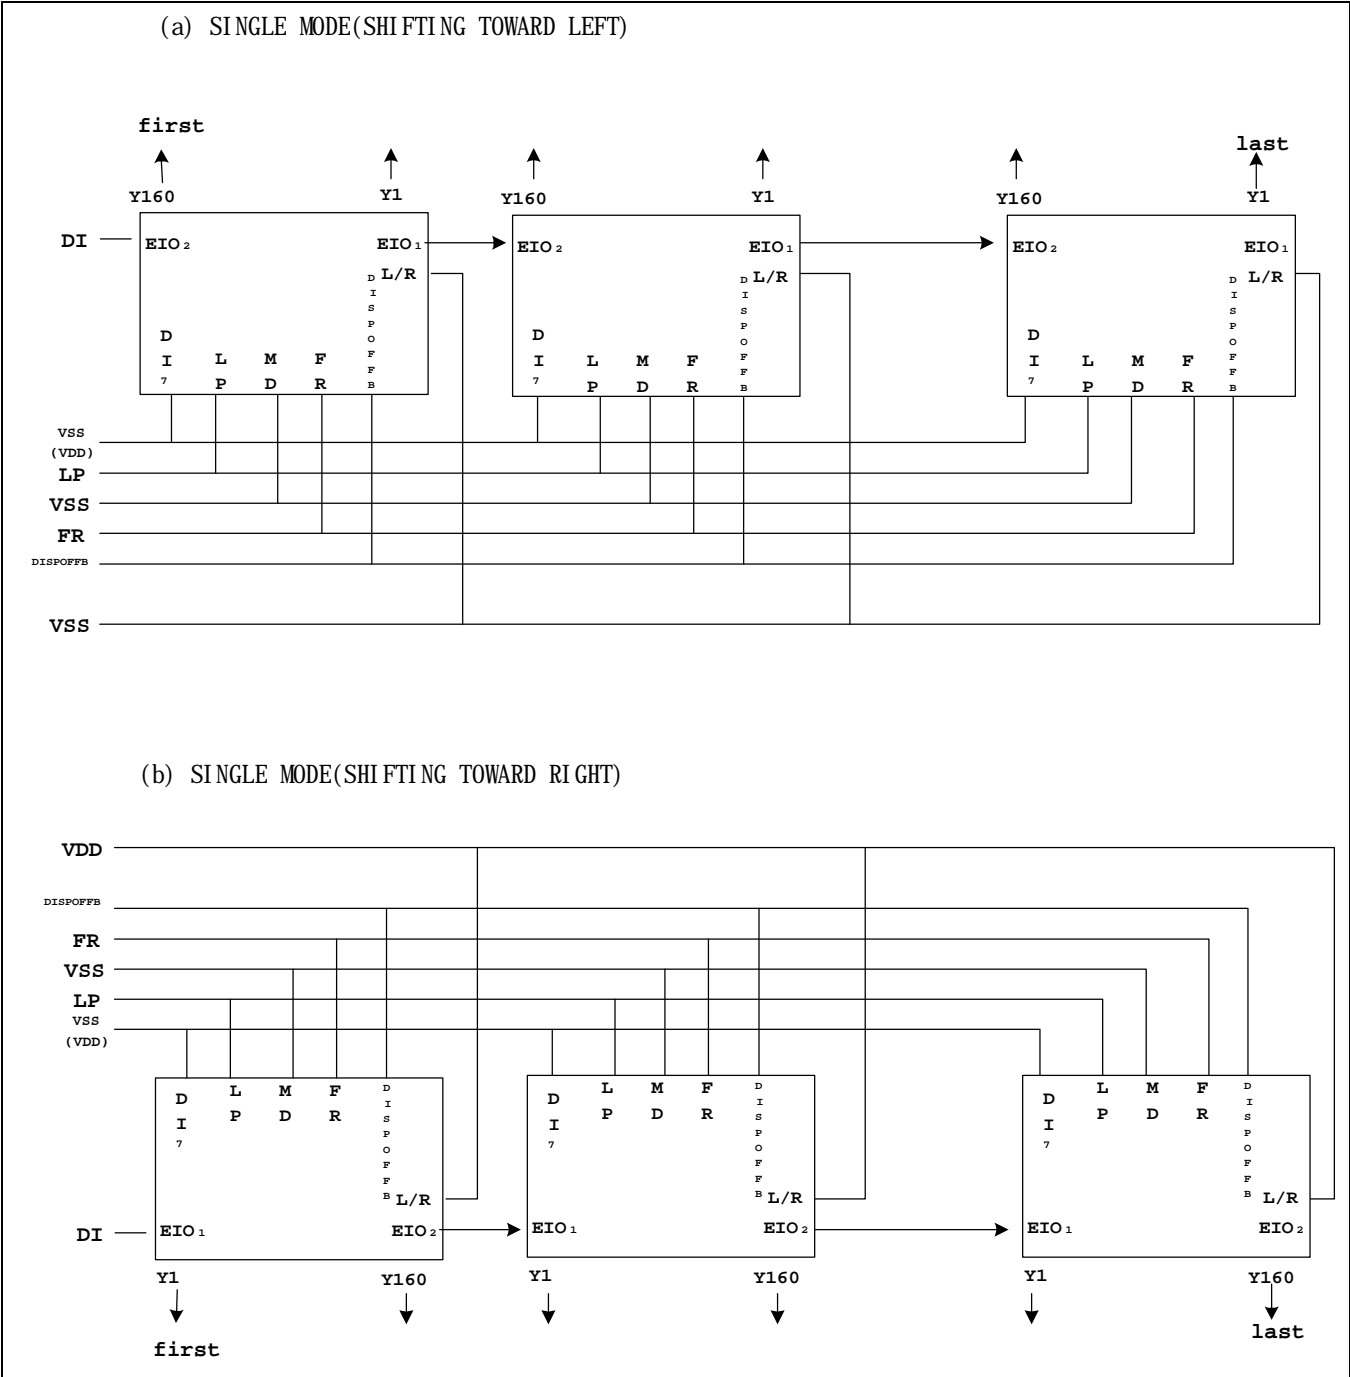 (a) SINGLE MODE(SHIFTING TOWARD LEFT)
first
last
Y160 Y1 Y160 Y1 Y160 Y1
DI EIO2 EIO1 EIO2 EIO1 EIO2 EIO1
L/R L/R L/R
DI7 LP MD FR DISPOFFB DI7 LP MD FR DISPOFFB DI7 LP MD FR DISPOFFB
VSS
(VDD)
LP
VSS
FR
DISPOFFB
VSS
(b) SINGLE MODE(SHIFTING TOWARD RIGHT)
VDD
DISPOFFB
FR
VSS
LP
VSS
(VDD)
DI7 LP MD FR DISPOFFB DI7 LP MD FR DISPOFFB DI7 LP MD FR DISPOFFB
L/R L/R L/R
DI EIO1 EIO2 EIO1 EIO2 EIO1 EIO2
Y1 Y160 Y1 Y160 Y1 Y160
first
last